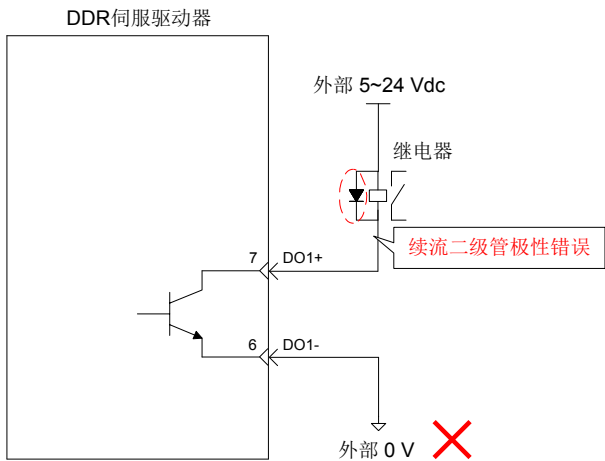 DDR伺服驱动器
外部 5~24 Vdc
继电器
续流二级管极性错误
7 DO1+
6 DO1-
外部 0 V